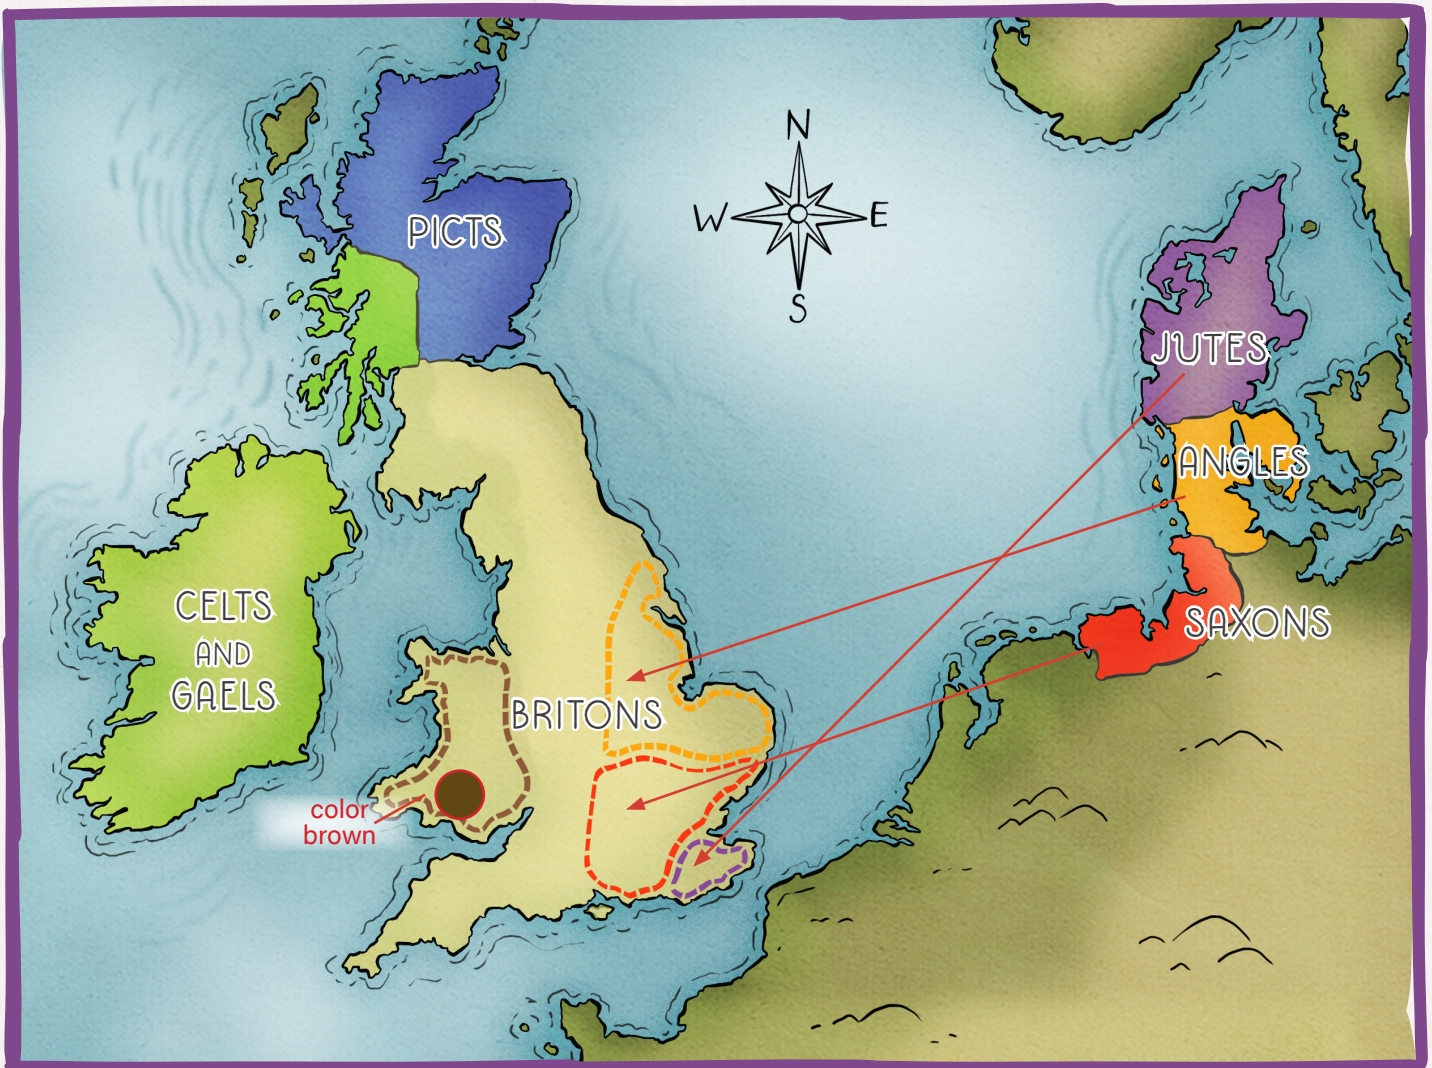 N
W
E
S
PICTS
JUTES
ANGLES
CELTS
AND
GAELS
SAXONS
BRITONS
color
brown